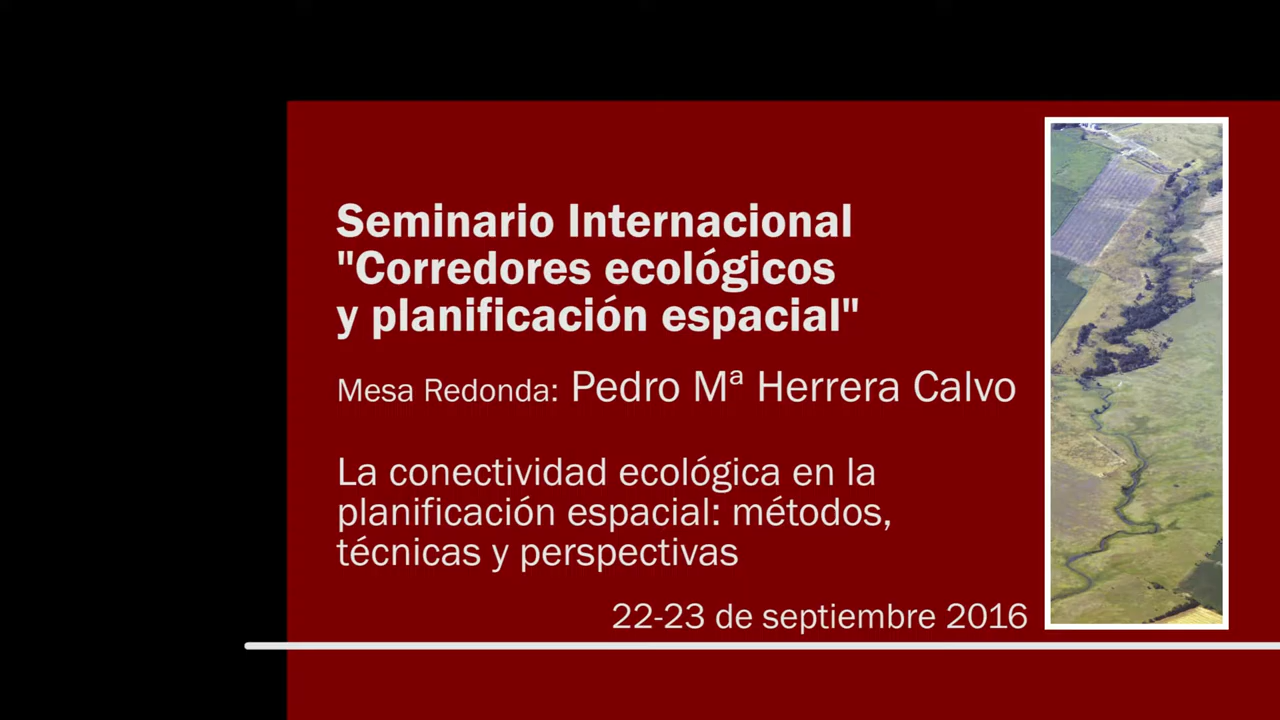 Seminario Internacional
"Corredores ecológicos
y planificación espacial"
Mesa Redonda: Pedro Mª Herrera Calvo
La conectividad ecológica en la
planificación espacial: métodos,
técnicas y perspectivas
22-23 de septiembre 2016